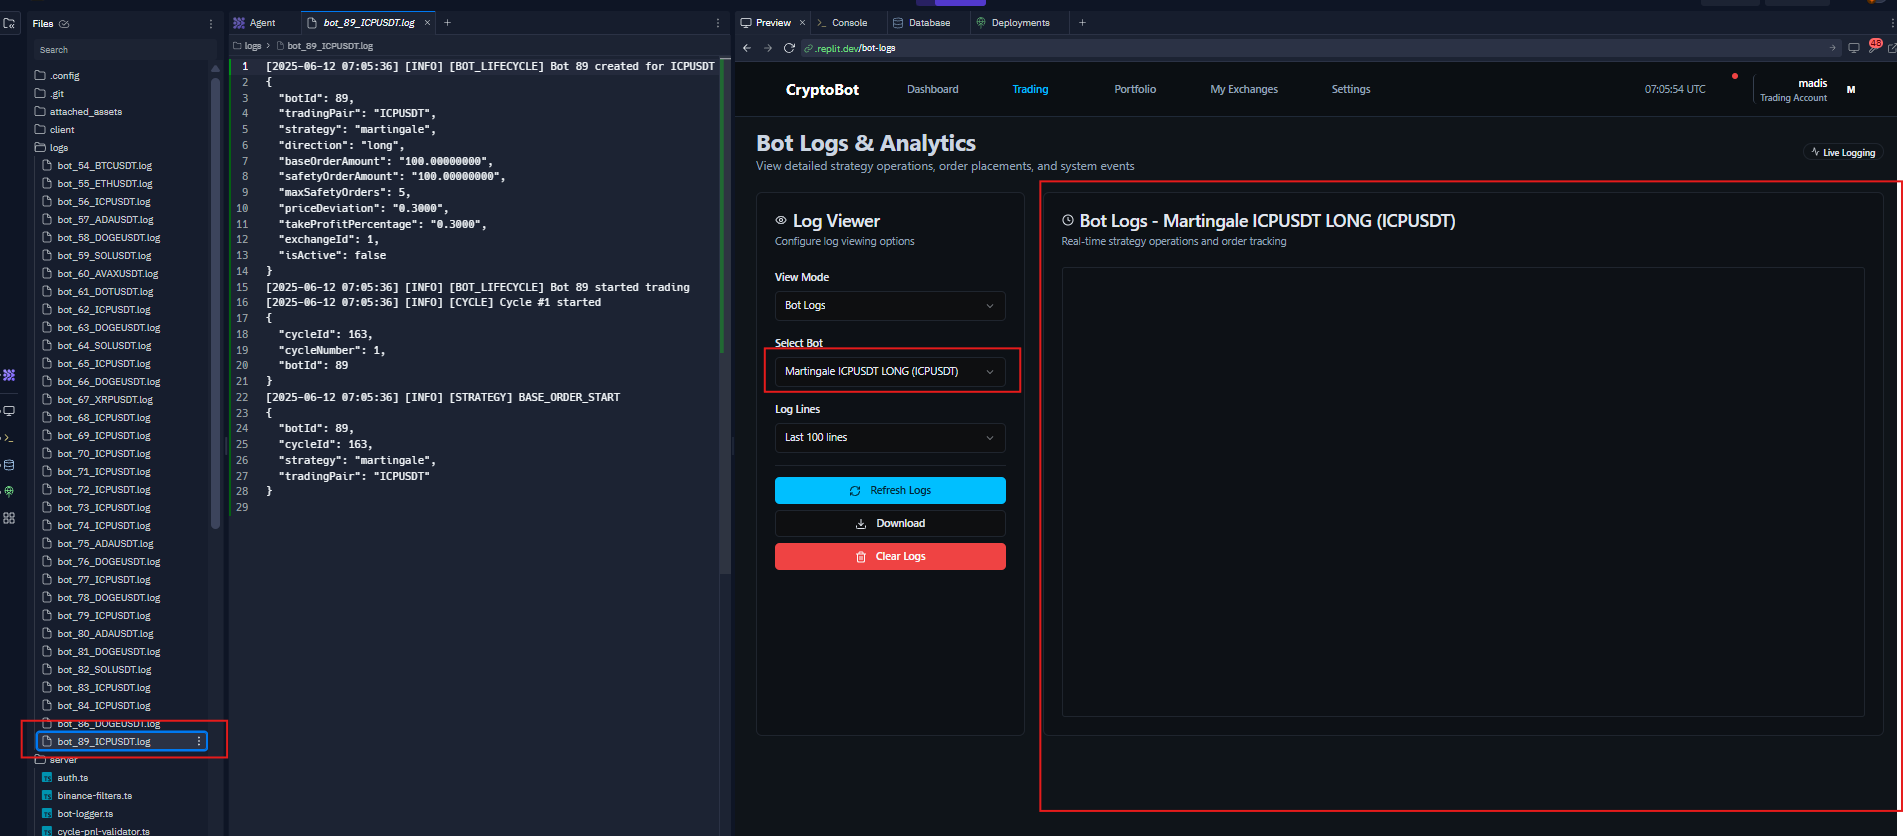 Files
Search
.config
.git
attached_assets
client
logs
bot_54_BTCUSDT.log
bot_55_ETHUSDT.log
bot_56_ICPUSDT.log
bot_57_ADAUSDT.log
bot_58_DOGEUSDT.log
bot_59_SOLUSDT.log
bot_60_AVAXUSDT.log
bot_61_DOTUSDT.log
bot_62_ICPUSDT.log
bot_63_DOGEUSDT.log
bot_64_SOLUSDT.log
bot_65_ICPUSDT.log
bot_66_DOGEUSDT.log
bot_67_XRPUSDT.log
bot_68_ICPUSDT.log
bot_69_ICPUSDT.log
bot_70_ICPUSDT.log
bot_71_ICPUSDT.log
bot_72_ICPUSDT.log
bot_73_ICPUSDT.log
bot_74_ICPUSDT.log
bot_75_ADAUSDT.log
bot_76_DOGEUSDT.log
bot_77_ICPUSDT.log
bot_78_DOGEUSDT.log
bot_79_ICPUSDT.log
bot_80_ADAUSDT.log
bot_81_DOGEUSDT.log
bot_82_SOLUSDT.log
bot_83_ICPUSDT.log
bot_84_ICPUSDT.log
bot_86_DOGEUSDT.log
bot_89_ICPUSDT.log
server
auth.ts
binance-filters.ts
bot-logger.ts
cycle-pnl-validator.ts
Agent bot_89_ICPUSDT.log × +
logs > bot_89_ICPUSDT.log
1 [2025-06-12 07:05:36] [INFO] [BOT_LIFECYCLE] Bot 89 created for ICPUSDT
2 {
3 "botId": 89,
4 "tradingPair": "ICPUSDT",
5 "strategy": "martingale",
6 "direction": "long",
7 "baseOrderAmount": "100.00000000",
8 "safetyOrderAmount": "100.00000000",
9 "maxSafetyOrders": 5,
10 "priceDeviation": "0.3000",
11 "takeProfitPercentage": "0.3000",
12 "exchangeId": 1,
13 "isActive": false
14 }
15 [2025-06-12 07:05:36] [INFO] [BOT_LIFECYCLE] Bot 89 started trading
16 [2025-06-12 07:05:36] [INFO] [CYCLE] Cycle #1 started
17 {
18 "cycleId": 163,
19 "cycleNumber": 1,
20 "botId": 89
21 }
22 [2025-06-12 07:05:36] [INFO] [STRATEGY] BASE_ORDER_START
23 {
24 "botId": 89,
25 "cycleId": 163,
26 "strategy": "martingale",
27 "tradingPair": "ICPUSDT"
28 }
29
Preview × Console Database Deployments +
.replit.dev/bot-logs
48
CryptoBot Dashboard Trading Portfolio My Exchanges Settings 07:05:54 UTC madis M
Trading Account
Bot Logs & Analytics
View detailed strategy operations, order placements, and system events
Live Logging
Log Viewer
Configure log viewing options
View Mode
Bot Logs
Select Bot
Martingale ICPUSDT LONG (ICPUSDT)
Log Lines
Last 100 lines
Refresh Logs
Download
Clear Logs
Bot Logs - Martingale ICPUSDT LONG (ICPUSDT)
Real-time strategy operations and order tracking